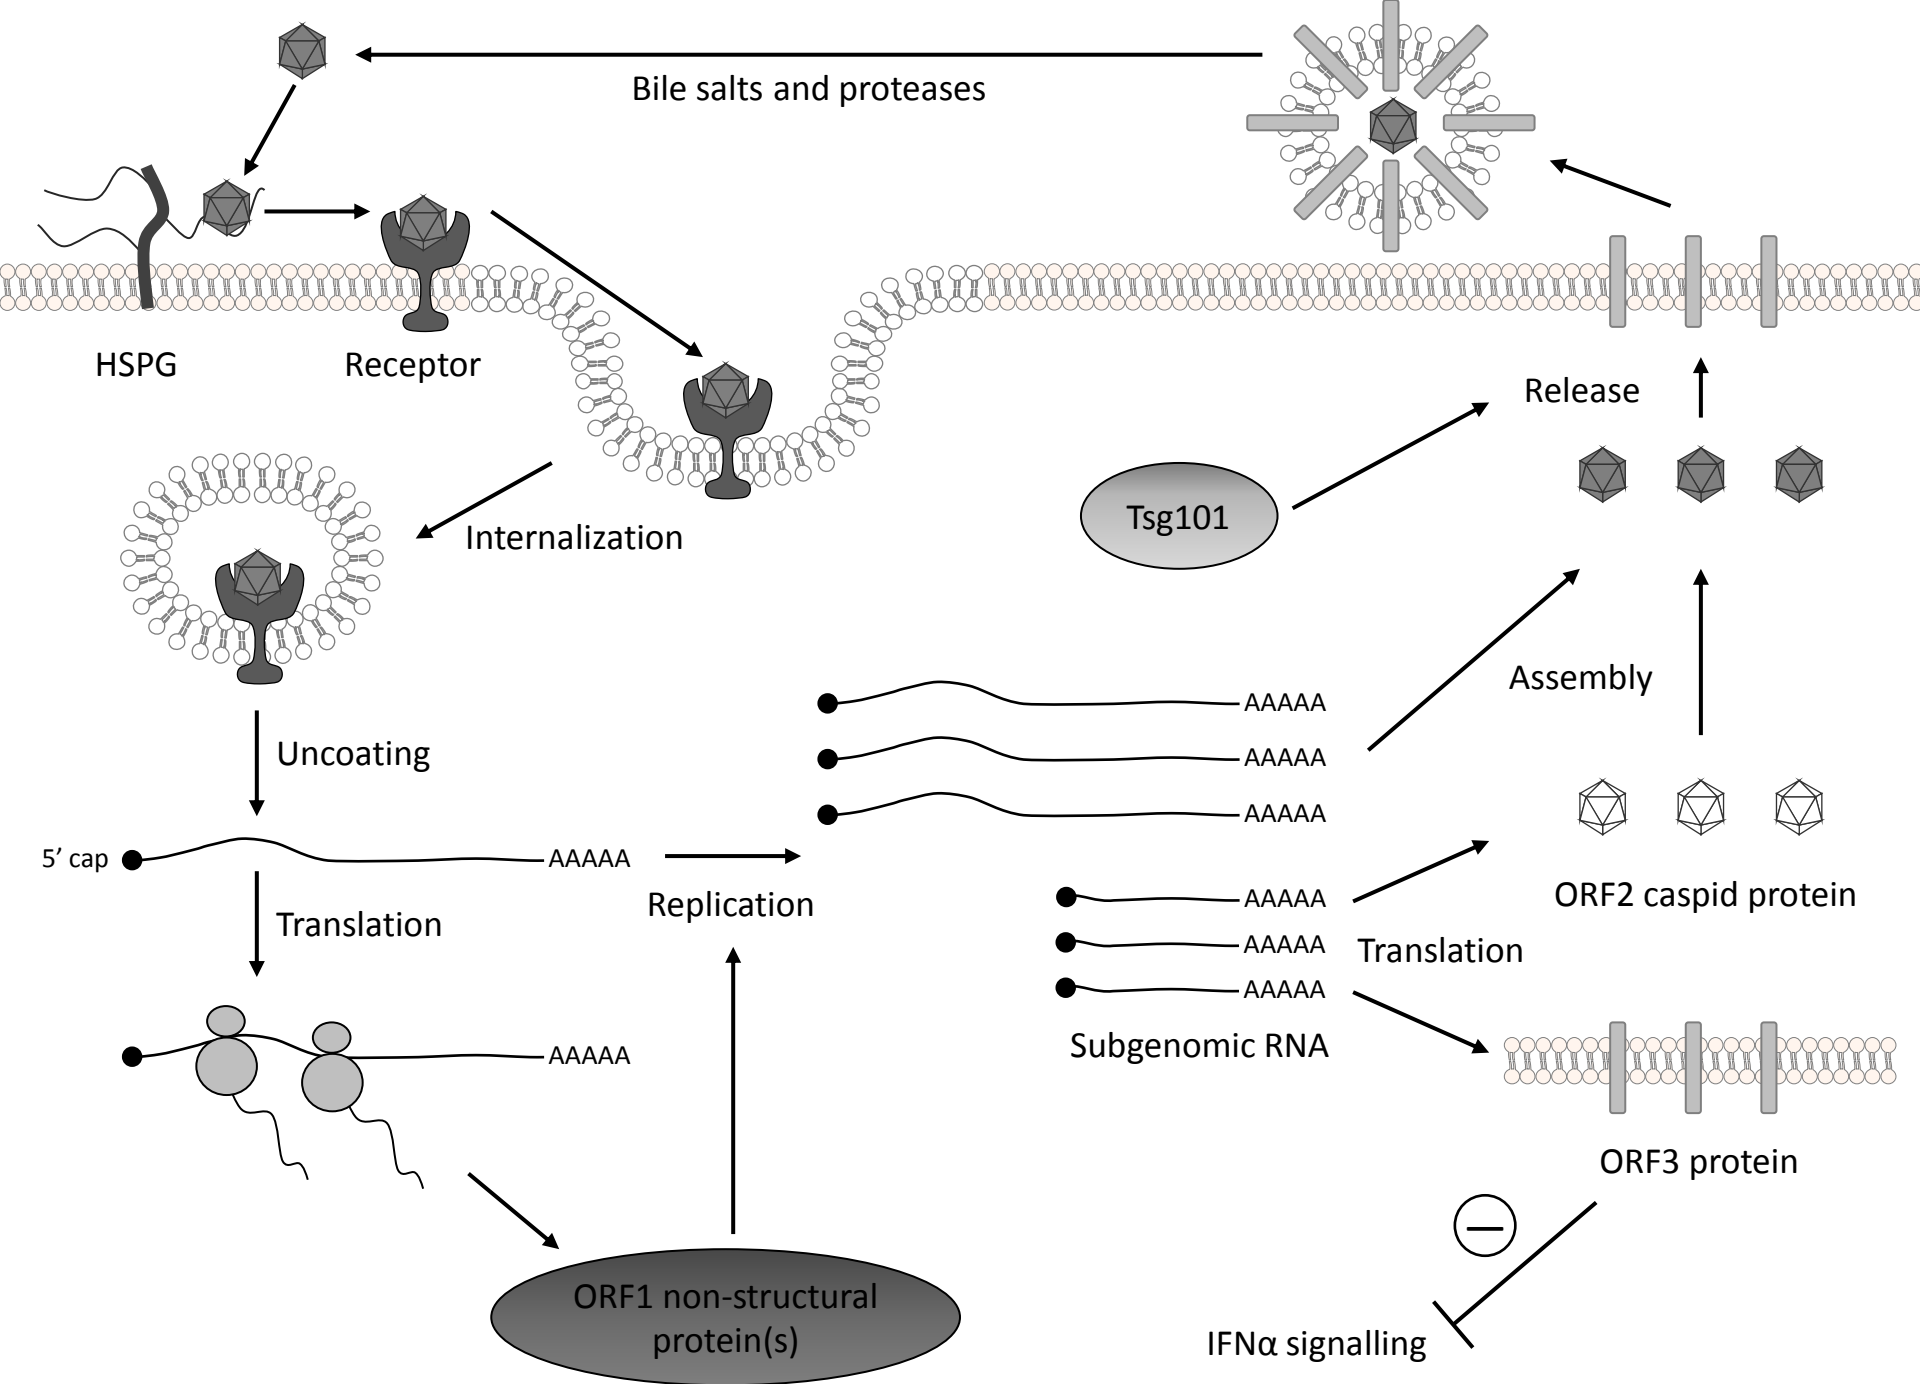 Bile salts and proteases
HSPG
Receptor
Release
Internalization
Tsg101
Assembly
AAAAA
AAAAA
AAAAA
Uncoating
5’ cap
AAAAA
Replication
Translation
AAAAA
ORF2 caspid protein
AAAAA
AAAAA
AAAAA
Translation
Subgenomic RNA
ORF3 protein
ORF1 non-structural
protein(s)
IFNα signalling